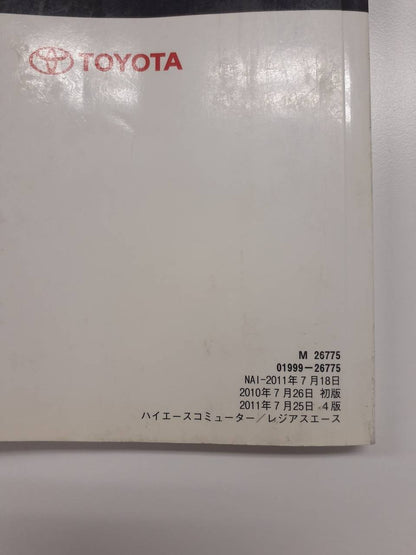 TOYOTA
M 26775
01999-26775
NAI-2011年7月18日
2010年7月26日 初版
2011年7月25日 4版
ハイエースコミューター/レジアスエース